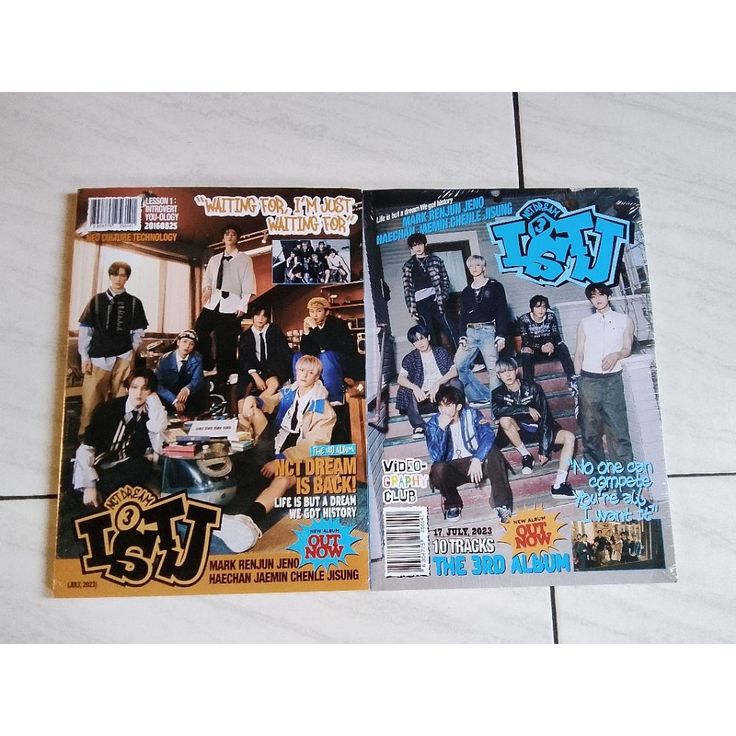 LESSON 1:
INTROVERT
YOU-OLOGY
20160825
NEO CULTURE TECHNOLOGY
"WAITING FOR, I'M JUST
WAITING FOR"
THE 3RD ALBUM
NCT DREAM
IS BACK!
LIFE IS BUT A DREAM
WE GOT HISTORY
NCT DREAM
3
ISTJ
(JULY, 2023)
NEW ALBUM
OUT
NOW
MARK RENJUN JENO
HAECHAN JAEMIN CHENLE JISUNG
Life is but a dream We got history
MARK RENJUN JENO
HAECHAN JAEMIN CHENLE JISUNG
NCT DREAM
3
ISTJ
VIDEO-
GRAPHY
CLUB
17 JULY, 2023
10 TRACKS
THE 3RD ALBUM
NEW ALBUM
OUT
NOW
"No one can
compete
You're all
I want it"